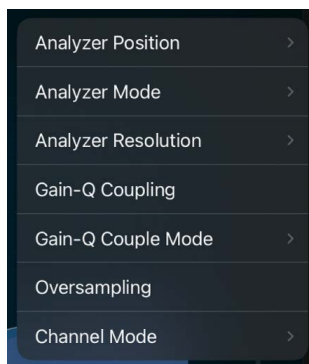 Analyzer Position
Analyzer Mode
Analyzer Resolution
Gain-Q Coupling
Gain-Q Couple Mode
Oversampling
Channel Mode